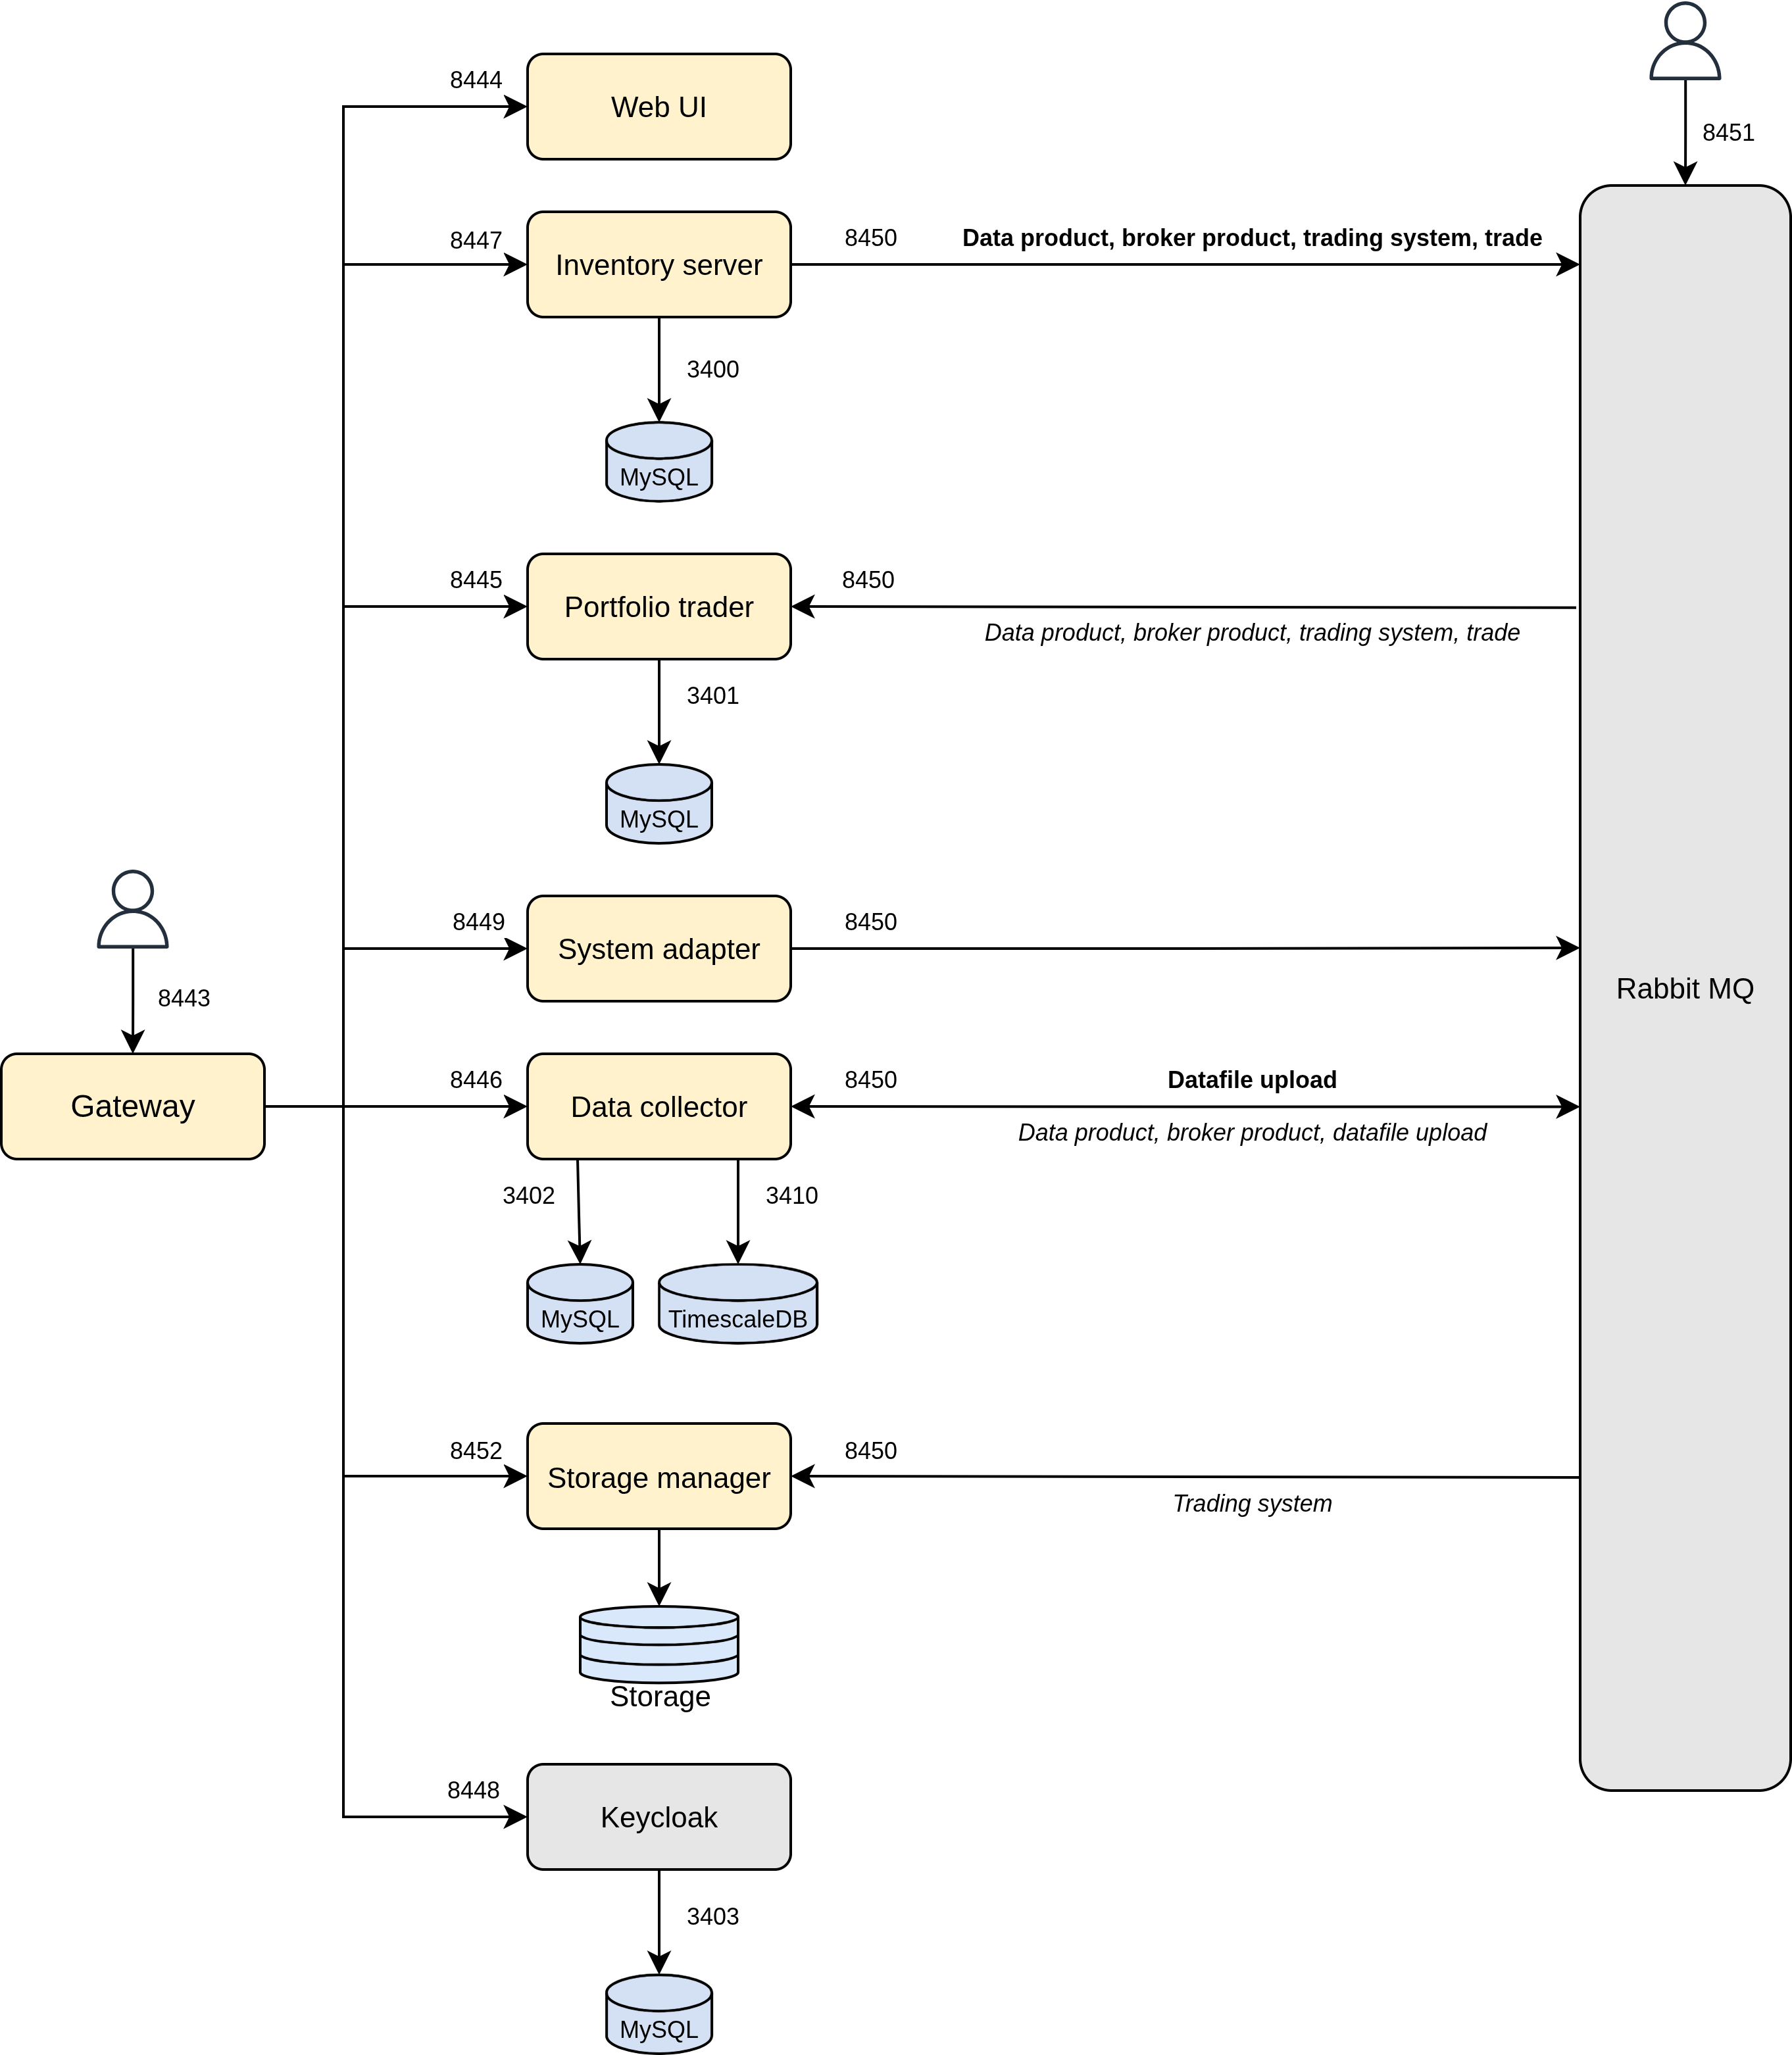 8444
Web UI
8451
8447
Inventory server
8450
Data product, broker product, trading system, trade
3400
MySQL
8445
Portfolio trader
8450
Data product, broker product, trading system, trade
3401
MySQL
8449
System adapter
8450
Rabbit MQ
8443
Gateway
8446
Data collector
8450
Datafile upload
Data product, broker product, datafile upload
3402
3410
MySQL
TimescaleDB
8452
Storage manager
8450
Trading system
Storage
8448
Keycloak
3403
MySQL